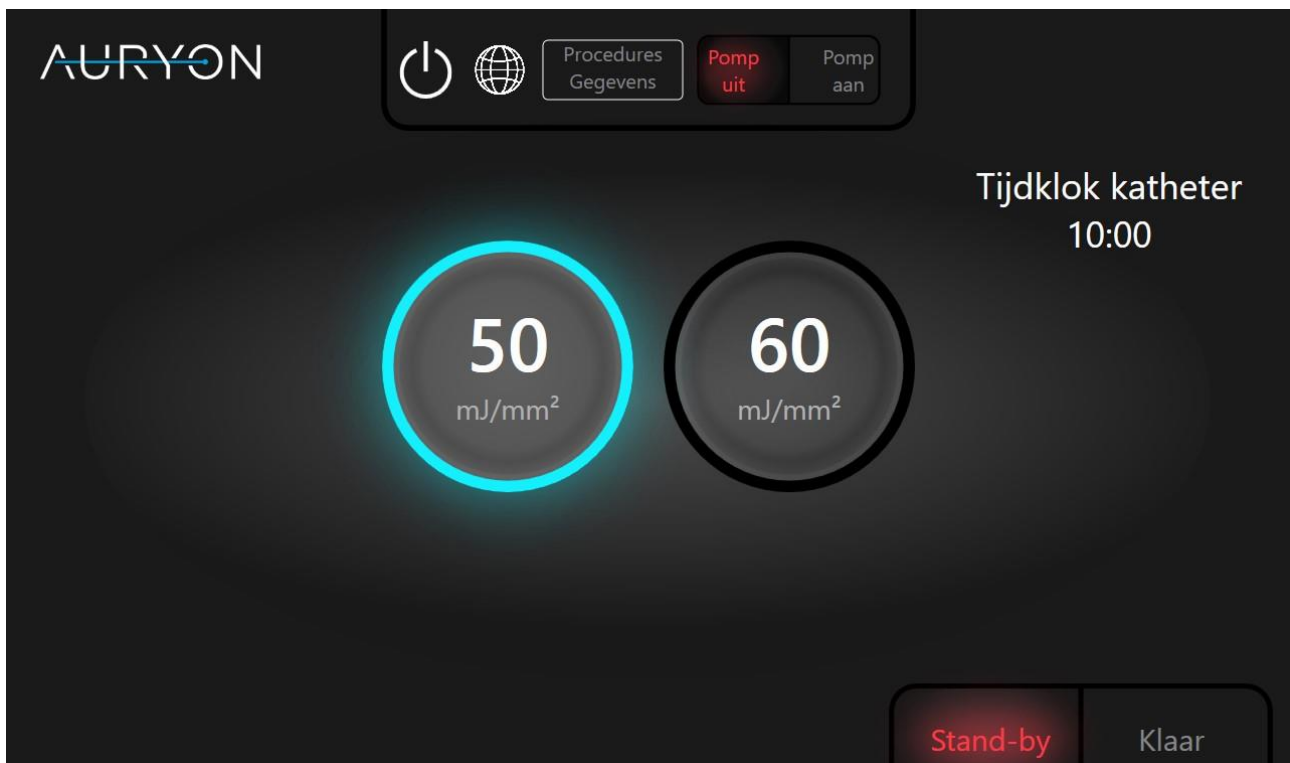 AURYON
Procedures
Gegevens
Pomp
uit
Pomp
aan
Tijdklok katheter
10:00
50
mJ/mm²
60
mJ/mm²
Stand-by
Klaar